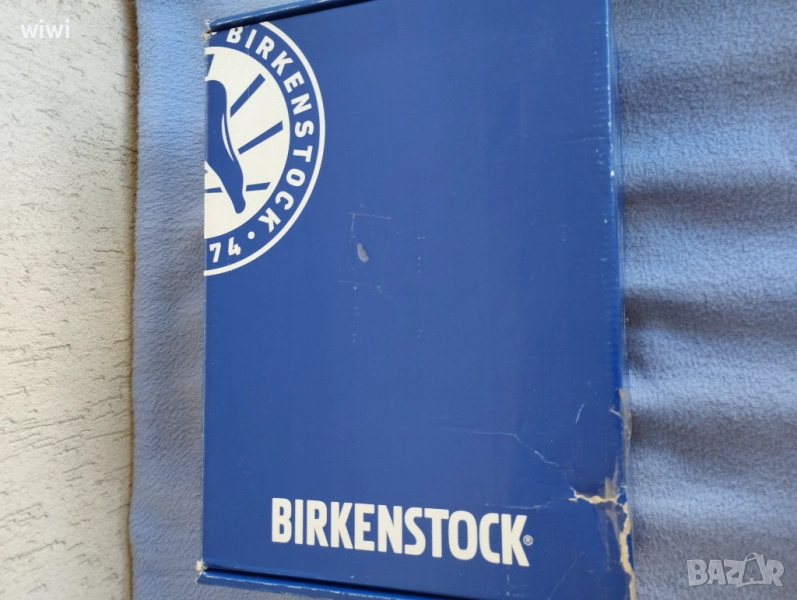 wiwi
BIRKENSTOCK · 74
BIRKENSTOCK®
BAZAR